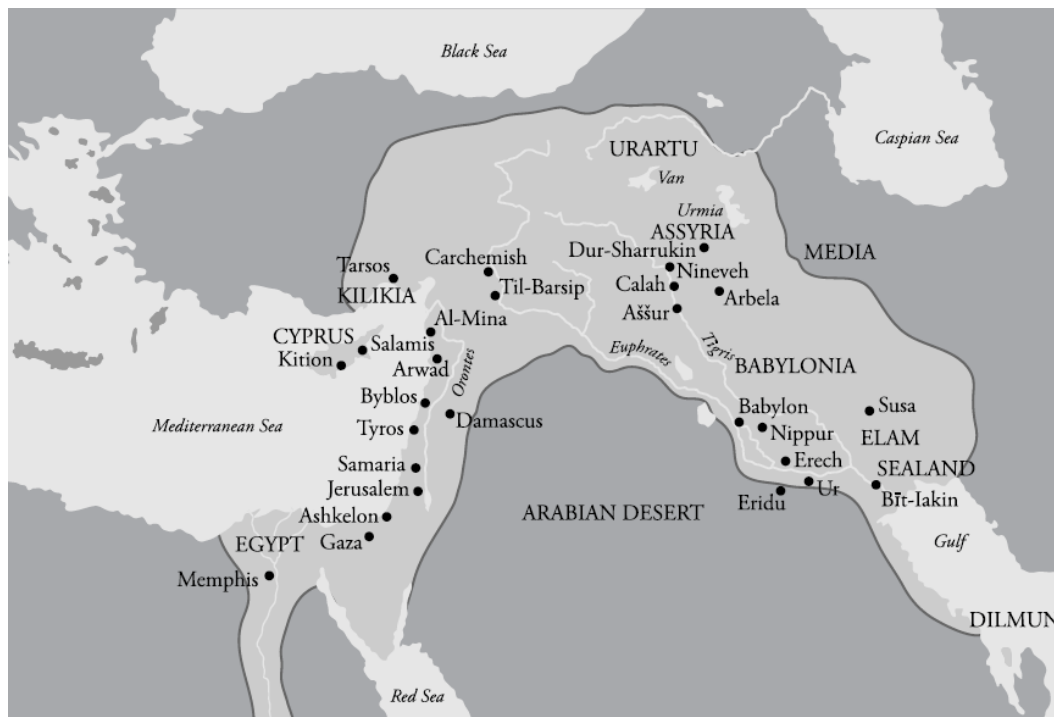 Black Sea
Caspian Sea
URARTU
Van
Urmia
ASSYRIA
Dur-Sharrukin
MEDIA
Carchemish
Tarsos
Nineveh
KILIKIA
Til-Barsip
Calah
Arbela
Aššur
Al-Mina
CYPRUS
Salamis
Kition
Arwad
Orontes
Euphrates
Tigris
BABYLONIA
Byblos
Babylon
Susa
Damascus
Mediterranean Sea
Tyros
Nippur
ELAM
Samaria
Erech
SEALAND
Jerusalem
Ur
Bīt-Iakin
Eridu
Ashkelon
ARABIAN DESERT
EGYPT
Gaza
Gulf
Memphis
DILMUN
Red Sea